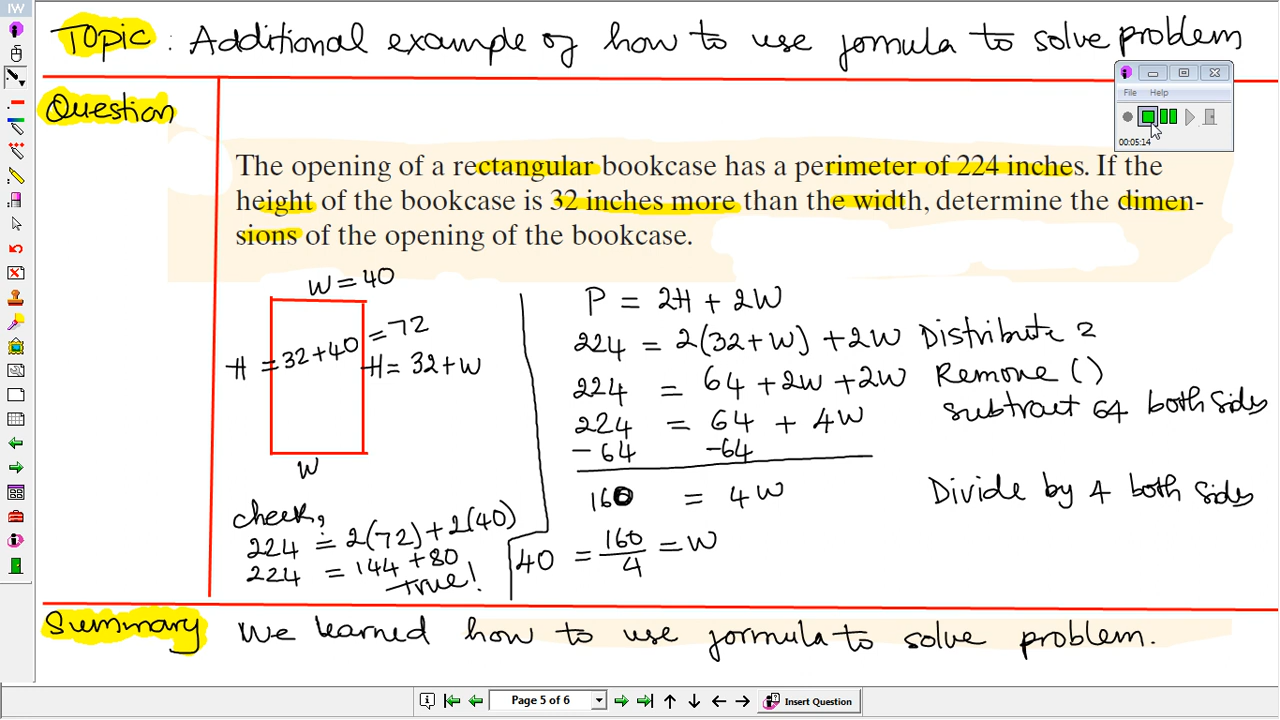 IW
Topic : Additional example of how to use formula to solve problem
File Help
00:05:14
Question
The opening of a rectangular bookcase has a perimeter of 224 inches. If the
height of the bookcase is 32 inches more than the width, determine the dimen-
sions of the opening of the bookcase.
W = 40
H = 32+40 = 72
H = 32+W
W
check,
224 = 2(72)+2(40)
224 = 144 +80
True!
P = 2H + 2W
224 = 2(32+W) +2W Distribute 2
224 = 64 +2W +2W Remove ()
224 = 64 + 4W subtract 64 both sides
-64 -64
160 = 4W Divide by 4 both sides
40 = 160/4 = W
Summary We learned how to use formula to solve problem.
Page 5 of 6
Insert Question